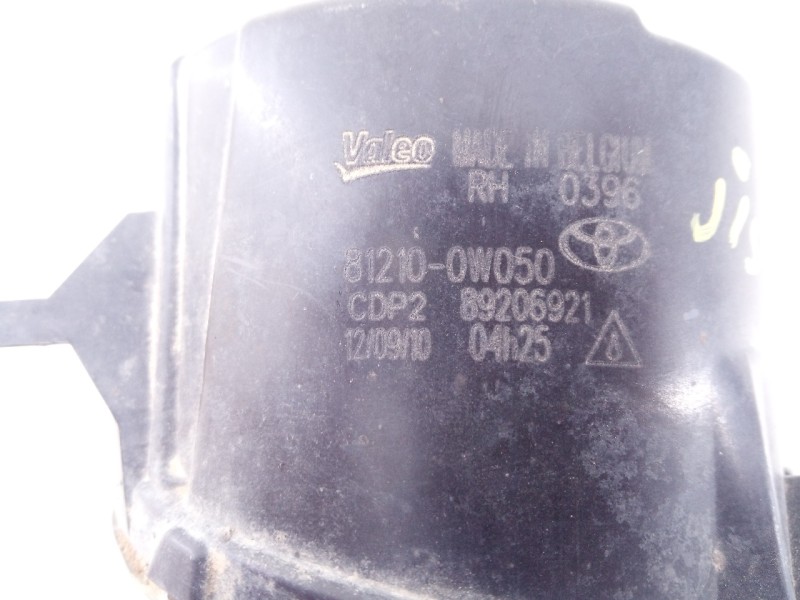 Valeo MADE IN BELGIUM
RH 0396
81210-0W050
CDP2 89206921
12/09/10 04h25